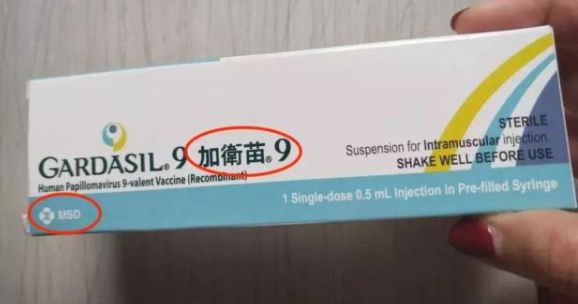 GARDASIL® 9 加衛苗® 9
Human Papillomavirus 9-valent Vaccine (Recombinant)
MSD
STERILE
Suspension for Intramuscular injection.
SHAKE WELL BEFORE USE
1 Single-dose 0.5 mL Injection in Pre-filled Syringe